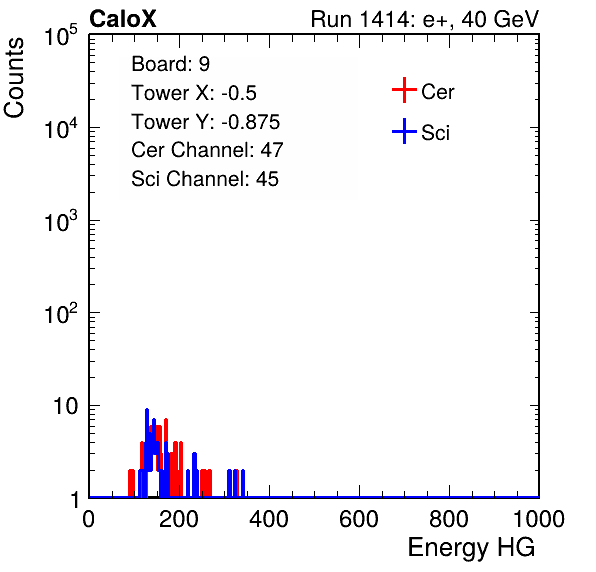 CaloX Run 1414: e+, 40 GeV
Counts
10^5
10^4
10^3
10^2
10
1
Board: 9
Tower X: -0.5
Tower Y: -0.875
Cer Channel: 47
Sci Channel: 45
Cer
Sci
0 200 400 600 800 1000
Energy HG